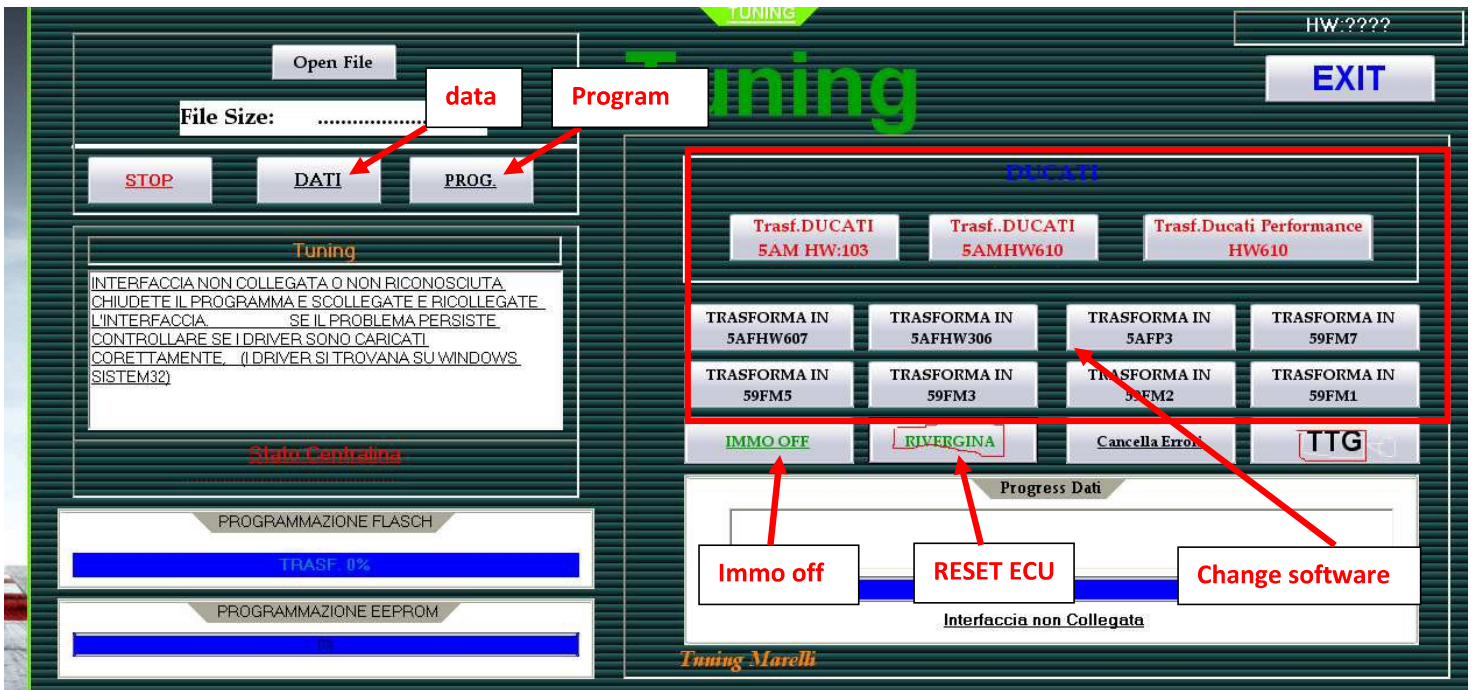 TUNING
HW:????
Open File
Tuning
EXIT
data
Program
File Size: ......................
STOP
DATI
PROG.
DUCATI
Trasf.DUCATI
5AM HW:103
Trasf..DUCATI
5AMHW610
Trasf.Ducati Performance
HW610
Tuning
INTERFACCIA NON COLLEGATA O NON RICONOSCIUTA
CHIUDETE IL PROGRAMMA E SCOLLEGATE E RICOLLEGATE
L'INTERFACCIA. SE IL PROBLEMA PERSISTE
CONTROLLARE SE I DRIVER SONO CARICATI
CORETTAMENTE, (I DRIVER SI TROVANA SU WINDOWS
SISTEM32)
TRASFORMA IN
5AFHW607
TRASFORMA IN
5AFHW306
TRASFORMA IN
5AFP3
TRASFORMA IN
59FM7
TRASFORMA IN
59FM5
TRASFORMA IN
59FM3
TRASFORMA IN
59FM2
TRASFORMA IN
59FM1
Stato Centralina
IMMO OFF
RIVERGINA
Cancella Errori
TTG
Progress Dati
PROGRAMMAZIONE FLASCH
TRASF. 0%
Immo off
RESET ECU
Change software
PROGRAMMAZIONE EEPROM
Interfaccia non Collegata
Tuning Marelli